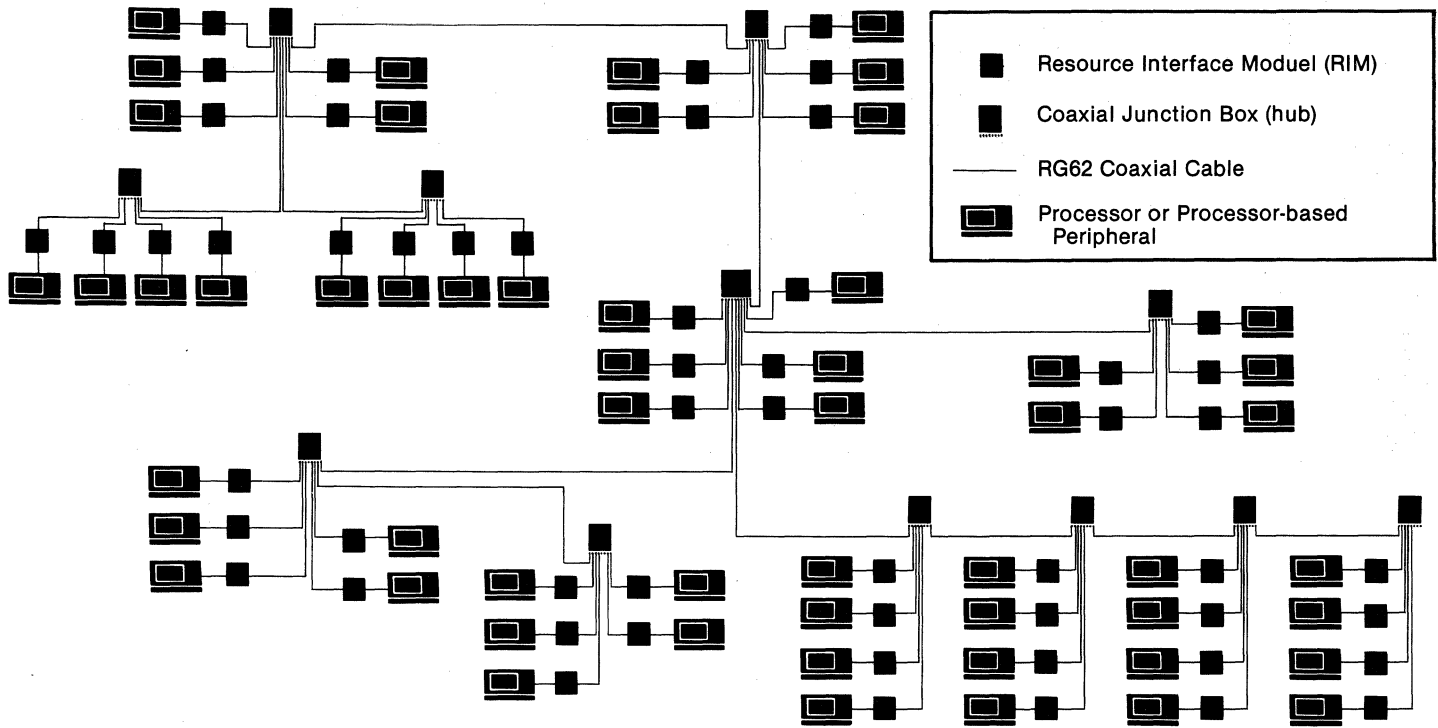 Resource Interface Moduel (RIM)
Coaxial Junction Box (hub)
RG62 Coaxial Cable
Processor or Processor-based
Peripheral